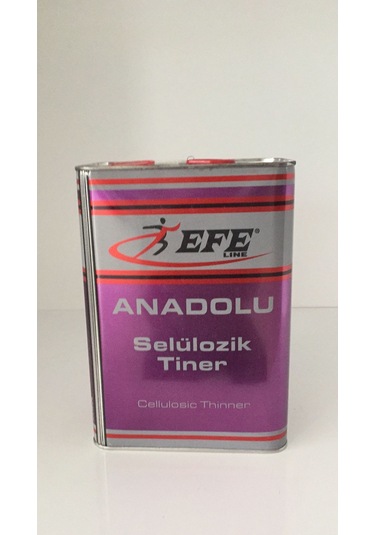 EFE®
LINE
ANADOLU
Selülozik
Tiner
Cellulosic Thinner